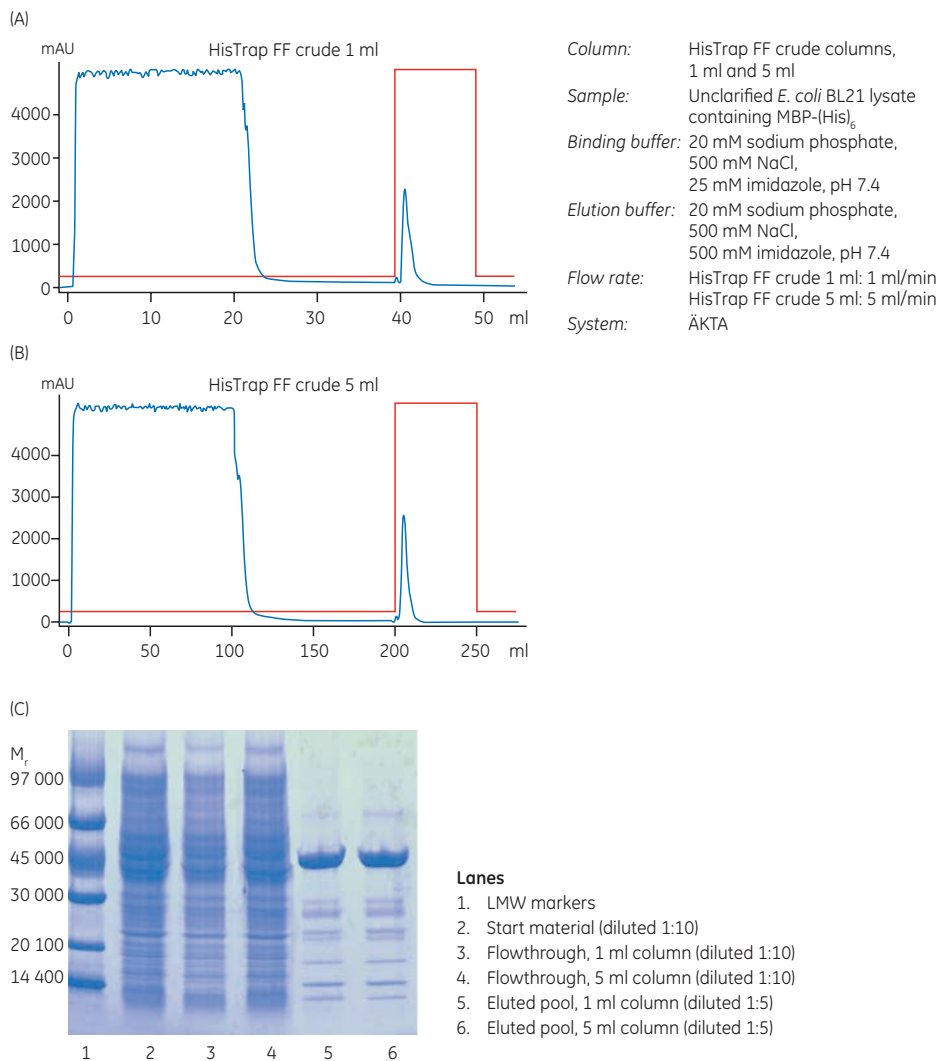 (A)
mAU
HisTrap FF crude 1 ml
4000
3000
2000
1000
0
0 10 20 30 40 50 ml
Column: HisTrap FF crude columns,
1 ml and 5 ml
Sample: Unclarified E. coli BL21 lysate
containing MBP-(His)6
Binding buffer: 20 mM sodium phosphate,
500 mM NaCl,
25 mM imidazole, pH 7.4
Elution buffer: 20 mM sodium phosphate,
500 mM NaCl,
500 mM imidazole, pH 7.4
Flow rate: HisTrap FF crude 1 ml: 1 ml/min
HisTrap FF crude 5 ml: 5 ml/min
System: ÄKTA
(B)
mAU
HisTrap FF crude 5 ml
4000
3000
2000
1000
0
0 50 100 150 200 250 ml
(C)
Mr
97 000
66 000
45 000
30 000
20 100
14 400
1 2 3 4 5 6
Lanes
1. LMW markers
2. Start material (diluted 1:10)
3. Flowthrough, 1 ml column (diluted 1:10)
4. Flowthrough, 5 ml column (diluted 1:10)
5. Eluted pool, 1 ml column (diluted 1:5)
6. Eluted pool, 5 ml column (diluted 1:5)